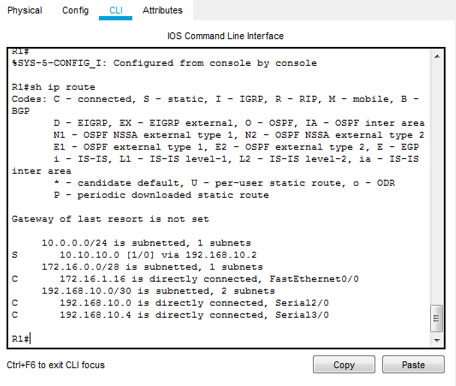 Physical Config CLI Attributes
IOS Command Line Interface
R1#
%SYS-5-CONFIG_I: Configured from console by console
R1#sh ip route
Codes: C - connected, S - static, I - IGRP, R - RIP, M - mobile, B -
BGP
D - EIGRP, EX - EIGRP external, O - OSPF, IA - OSPF inter area
N1 - OSPF NSSA external type 1, N2 - OSPF NSSA external type 2
E1 - OSPF external type 1, E2 - OSPF external type 2, E - EGP
i - IS-IS, L1 - IS-IS level-1, L2 - IS-IS level-2, ia - IS-IS
inter area
* - candidate default, U - per-user static route, o - ODR
P - periodic downloaded static route
Gateway of last resort is not set
10.0.0.0/24 is subnetted, 1 subnets
S 10.10.10.0 [1/0] via 192.168.10.2
172.16.0.0/28 is subnetted, 1 subnets
C 172.16.1.16 is directly connected, FastEthernet0/0
192.168.10.0/30 is subnetted, 2 subnets
C 192.168.10.0 is directly connected, Serial2/0
C 192.168.10.4 is directly connected, Serial3/0
R1#
Ctrl+F6 to exit CLI focus
Copy Paste